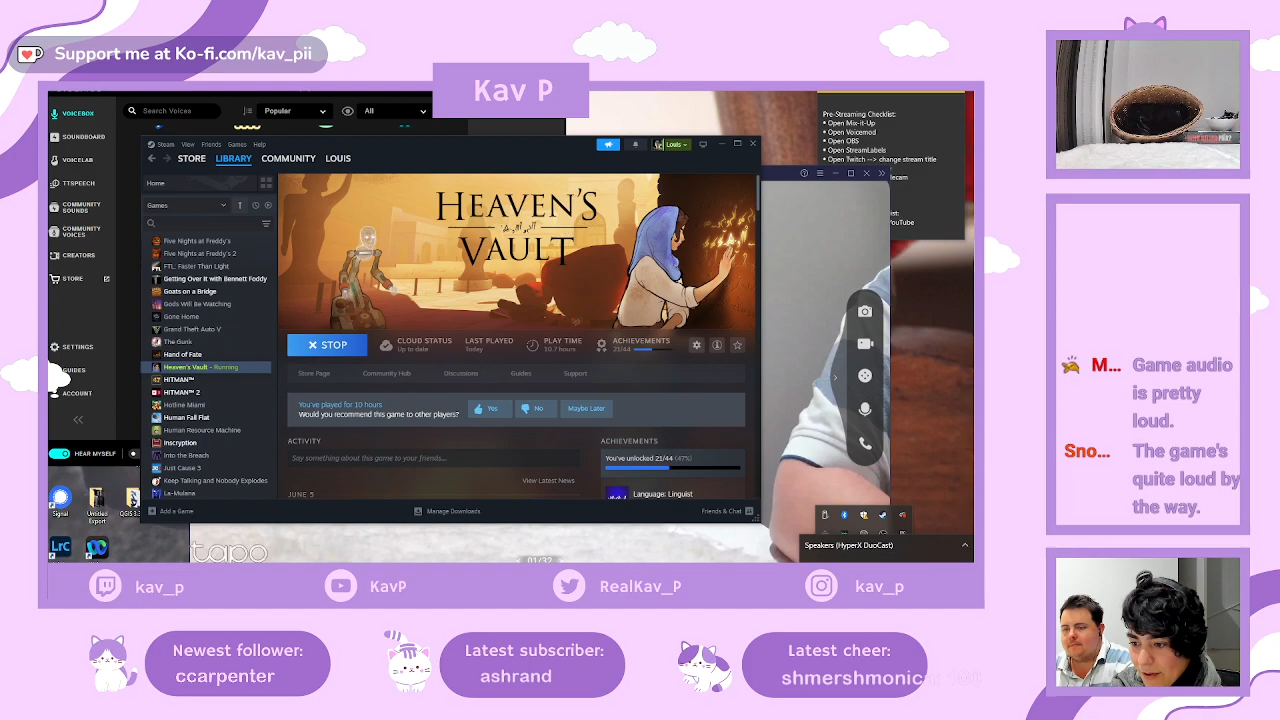 Support me at Ko-fi.com/kav_pii
Kav P
VOICEBOX
SOUNDBOARD
VOICELAB
TTSPEECH
COMMUNITY
SOUNDS
COMMUNITY
VOICES
CREATORS
STORE
SETTINGS
GUIDES
ACCOUNT
HEAR MYSELF
Search Voices
Popular
All
Steam View Friends Games Help
Louis
STORE LIBRARY COMMUNITY LOUIS
Home
Games
Five Nights at Freddy's
Five Nights at Freddy's 2
FTL: Faster Than Light
Getting Over It with Bennett Foddy
Goats on a Bridge
Gods Will Be Watching
Gone Home
Grand Theft Auto V
The Gunk
Hand of Fate
Heaven's Vault - Running
HITMAN™
HITMAN™ 2
Hotline Miami
Human Fall Flat
Human Resource Machine
Inscryption
Into the Breach
Just Cause 3
Keep Talking and Nobody Explodes
La-Mulana
Add a Game
HEAVEN'S
VAULT
STOP
CLOUD STATUS
Up to date
LAST PLAYED
Today
PLAY TIME
10.7 hours
ACHIEVEMENTS
21/44
Store Page
Community Hub
Discussions
Guides
Support
You've played for 10 hours
Would you recommend this game to other players?
Yes
No
Maybe Later
ACTIVITY
Say something about this game to your friends...
View Latest News
JUNE 5
ACHIEVEMENTS
You've unlocked 21/44 (47%)
Language: Linguist
Manage Downloads
Friends & Chat
Pre-Streaming Checklist:
• Open Mix-it-Up
• Open Voicemod
• Open OBS
• Open StreamLabels
• Open Twitch --> change stream title
Signal
Untitled
Export
LrC
tapo
Speakers (HyperX DuoCast)
M... Game audio
is pretty
loud.
Sno... The game's
quite loud by
the way.
kav_p
KavP
RealKav_P
kav_p
Newest follower:
ccarpenter
Latest subscriber:
ashrand
Latest cheer:
shmershmonica: 100